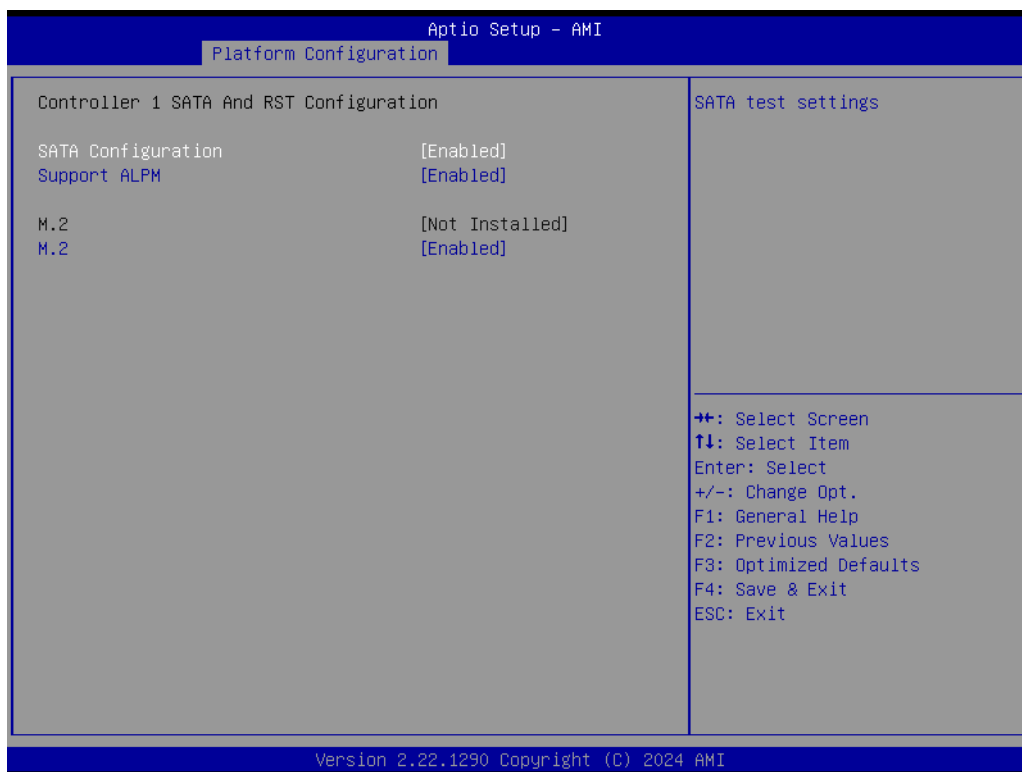 Aptio Setup – AMI
Platform Configuration
Controller 1 SATA And RST Configuration
SATA Configuration [Enabled]
Support ALPM [Enabled]
M.2 [Not Installed]
M.2 [Enabled]
SATA test settings
→←: Select Screen
↑↓: Select Item
Enter: Select
+/-: Change Opt.
F1: General Help
F2: Previous Values
F3: Optimized Defaults
F4: Save & Exit
ESC: Exit
Version 2.22.1290 Copyright (C) 2024 AMI